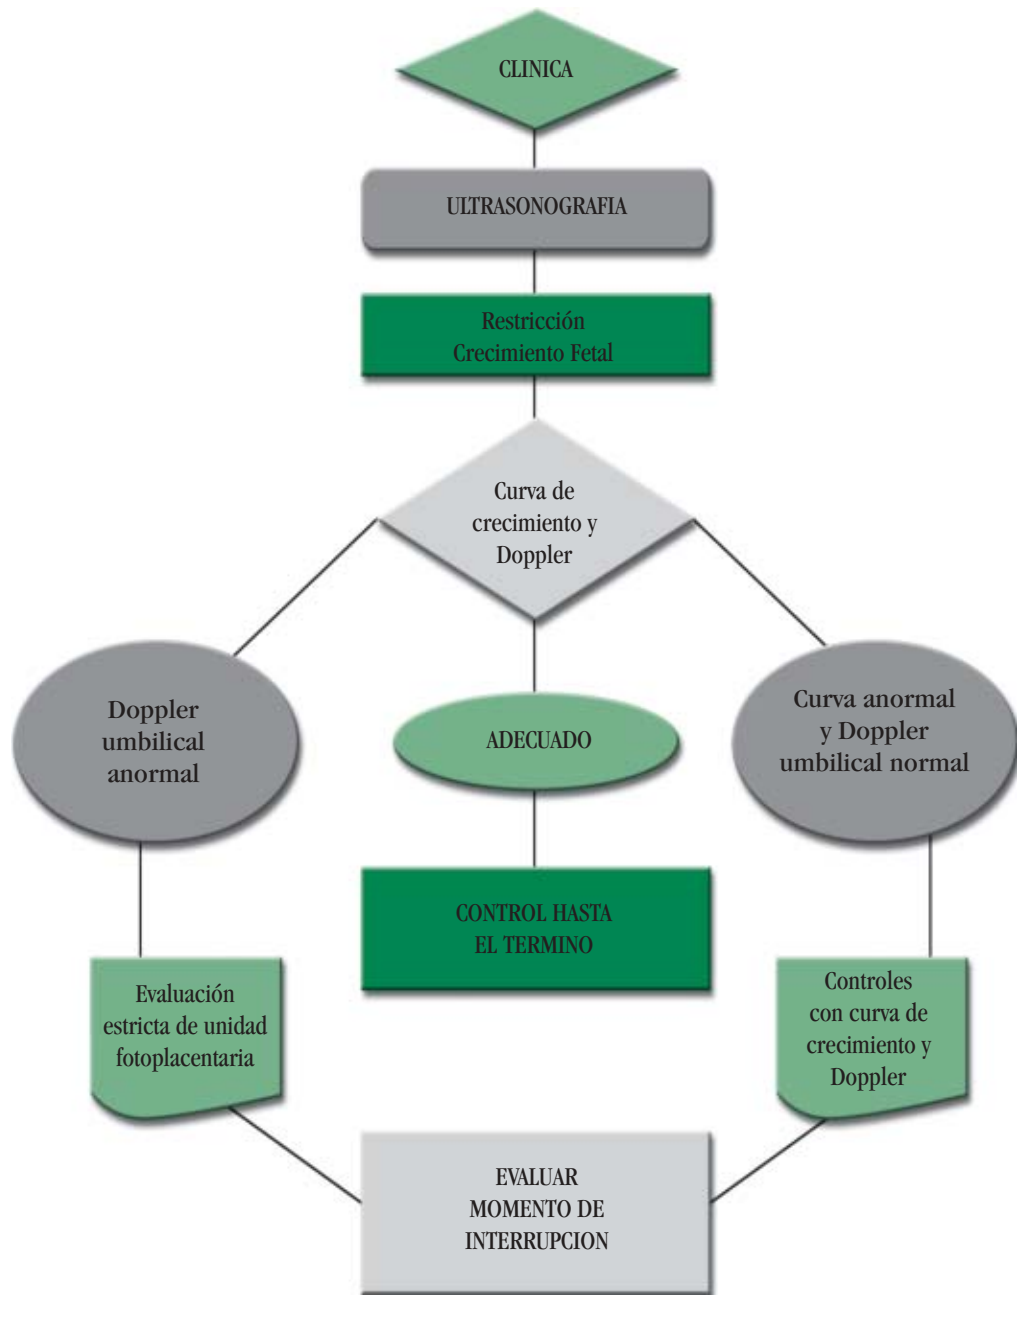 CLINICA
ULTRASONOGRAFIA
Restricción
Crecimiento Fetal
Curva de
crecimiento y
Doppler
Doppler
umbilical
anormal
ADECUADO
Curva anormal
y Doppler
umbilical normal
CONTROL HASTA
EL TERMINO
Evaluación
estricta de unidad
fotoplacentaria
Controles
con curva de
crecimiento y
Doppler
EVALUAR
MOMENTO DE
INTERRUPCION